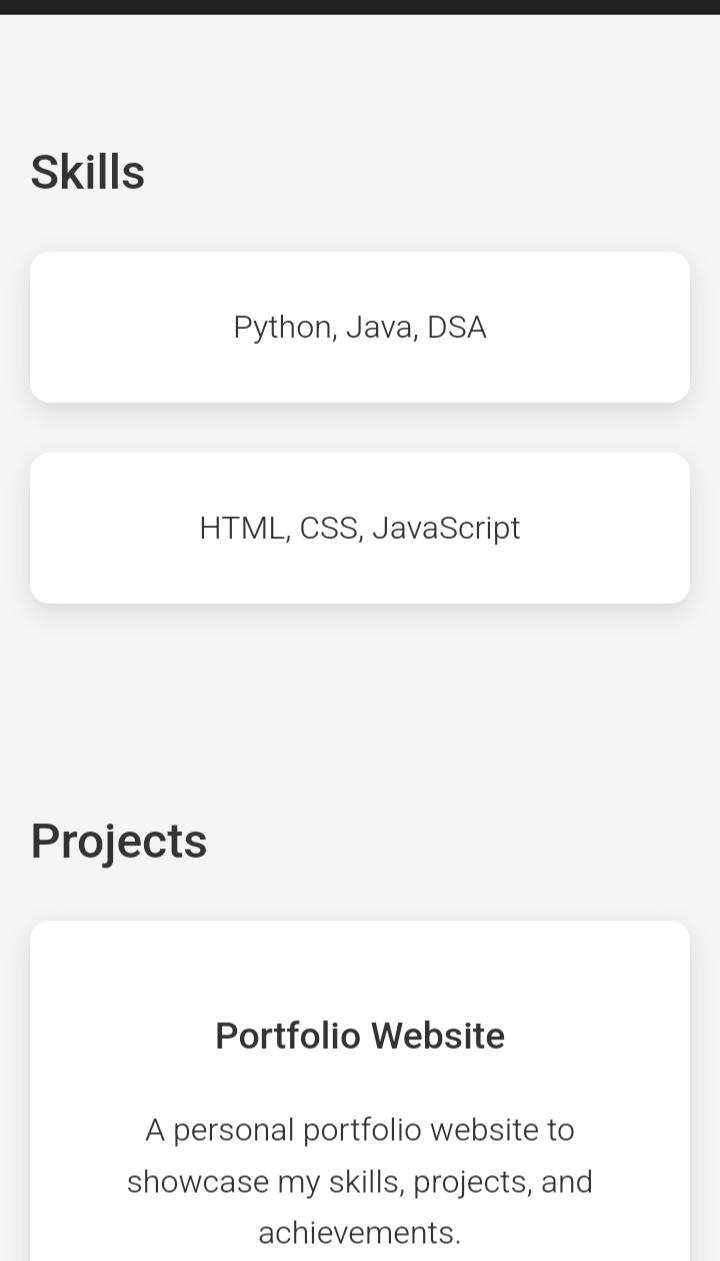 Skills
Python, Java, DSA
HTML, CSS, JavaScript
Projects
Portfolio Website
A personal portfolio website to
showcase my skills, projects, and
achievements.